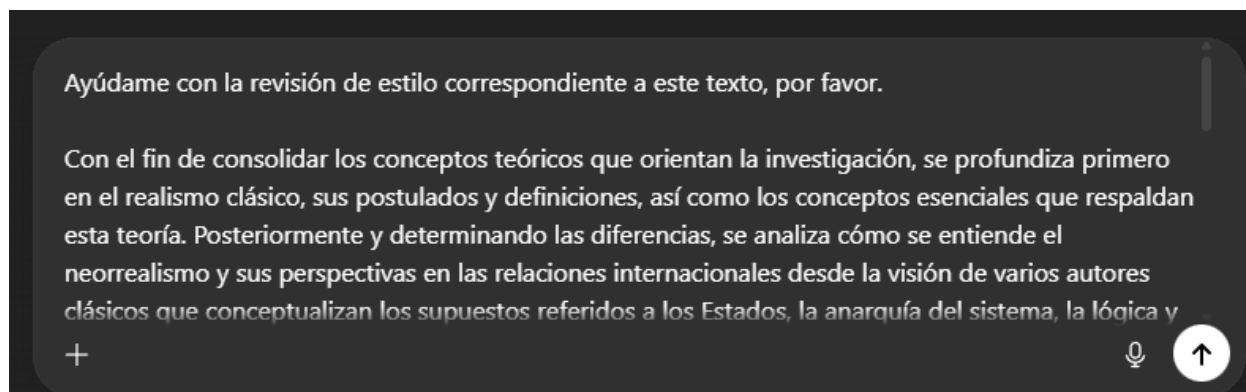 Ayúdame con la revisión de estilo correspondiente a este texto, por favor.
Con el fin de consolidar los conceptos teóricos que orientan la investigación, se profundiza primero
en el realismo clásico, sus postulados y definiciones, así como los conceptos esenciales que respaldan
esta teoría. Posteriormente y determinando las diferencias, se analiza cómo se entiende el
neorrealismo y sus perspectivas en las relaciones internacionales desde la visión de varios autores
clásicos que conceptualizan los supuestos referidos a los Estados, la anarquía del sistema, la lógica y